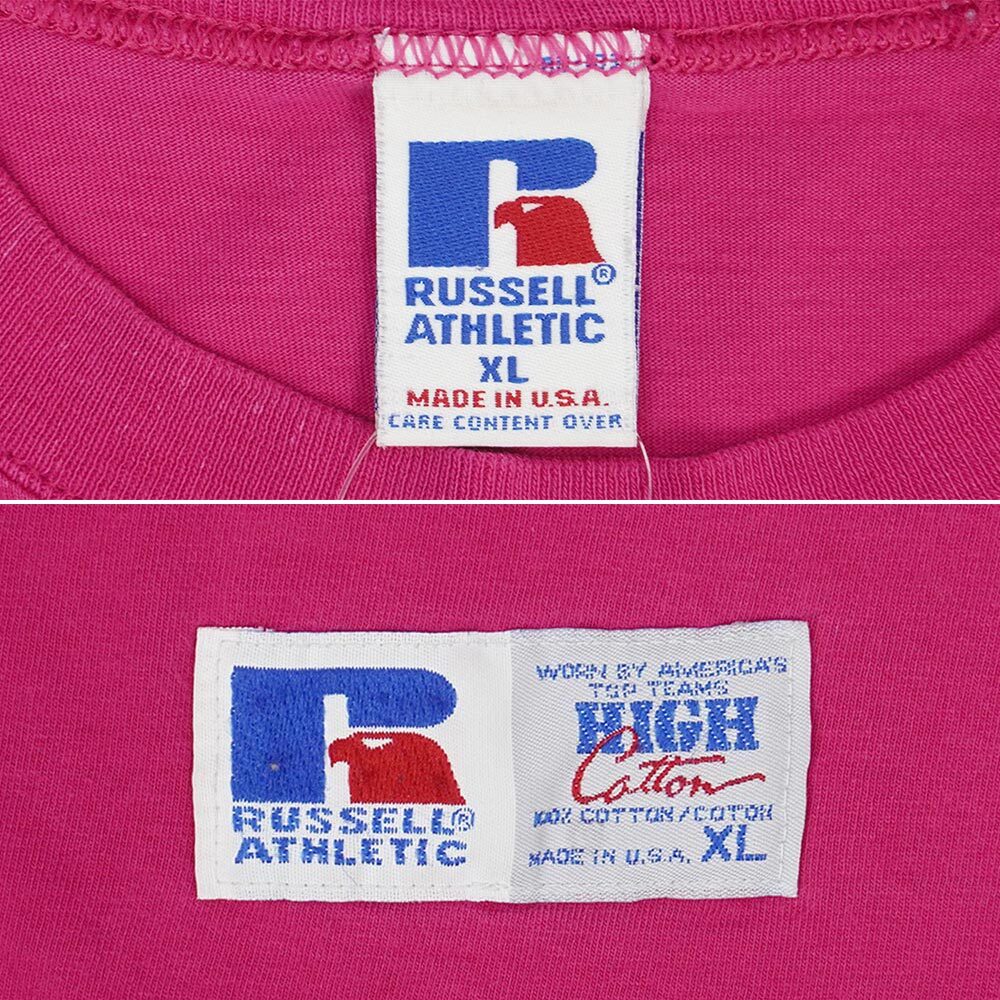 RUSSELL®
ATHLETIC
XL
MADE IN U.S.A.
CARE CONTENT OVER
RUSSELL®
ATHLETIC
WORN BY AMERICA'S
TOP TEAMS
HIGH
Cotton
100% COTTON/COTON
MADE IN U.S.A. XL